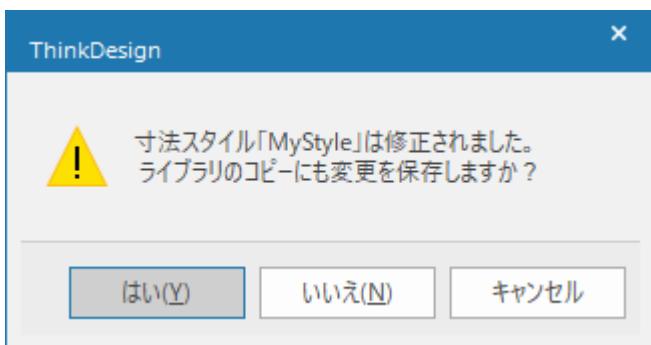 ThinkDesign
寸法スタイル「MyStyle」は修正されました。
ライブラリのコピーにも変更を保存しますか？
はい(Y)
いいえ(N)
キャンセル